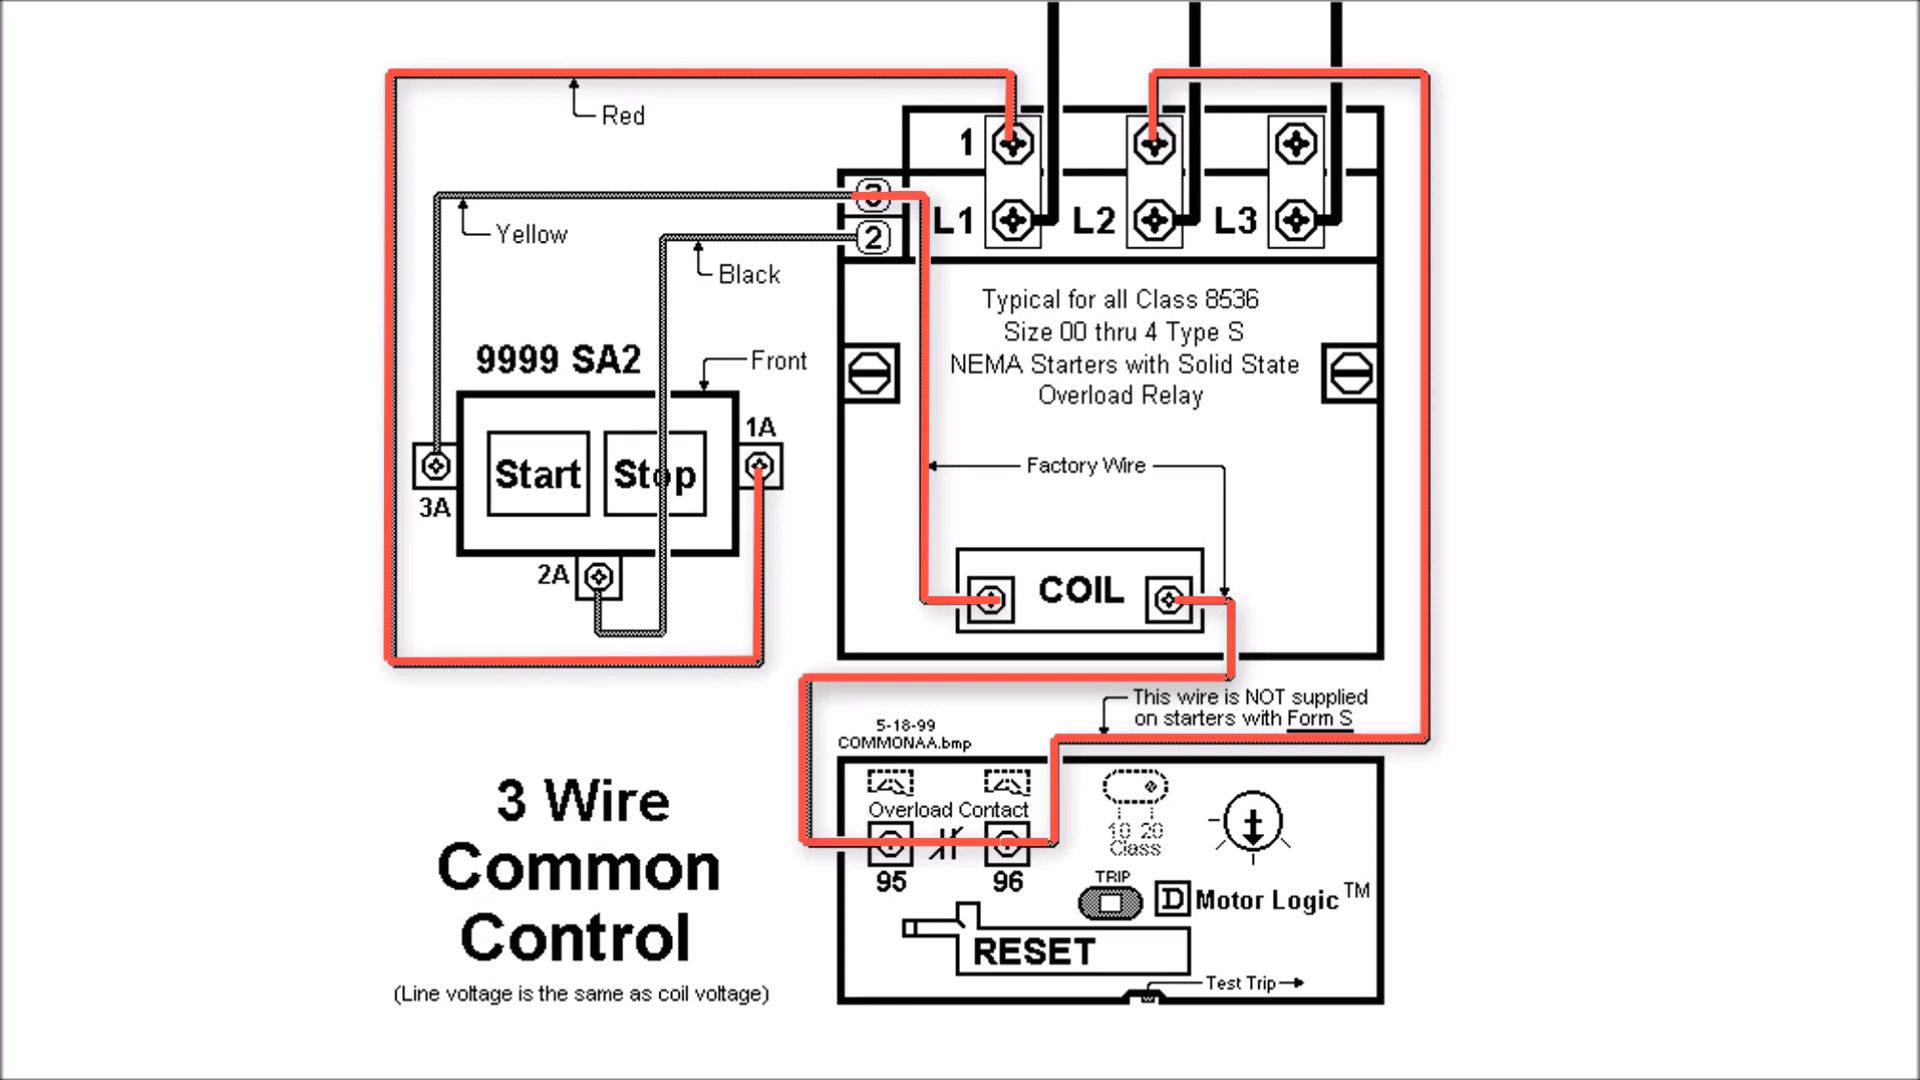 Red
1
3
Yellow
2
L1
L2
L3
Black
Typical for all Class 8536
Size 00 thru 4 Type S
NEMA Starters with Solid State
Overload Relay
9999 SA2
Front
1A
Start
Stop
3A
2A
Factory Wire
COIL
This wire is NOT supplied
on starters with Form S
5-18-99
COMMONAA.bmp
3 Wire
Common
Control
(Line voltage is the same as coil voltage)
Overload Contact
95
96
10 20
Class
TRIP
D Motor Logic™
RESET
Test Trip